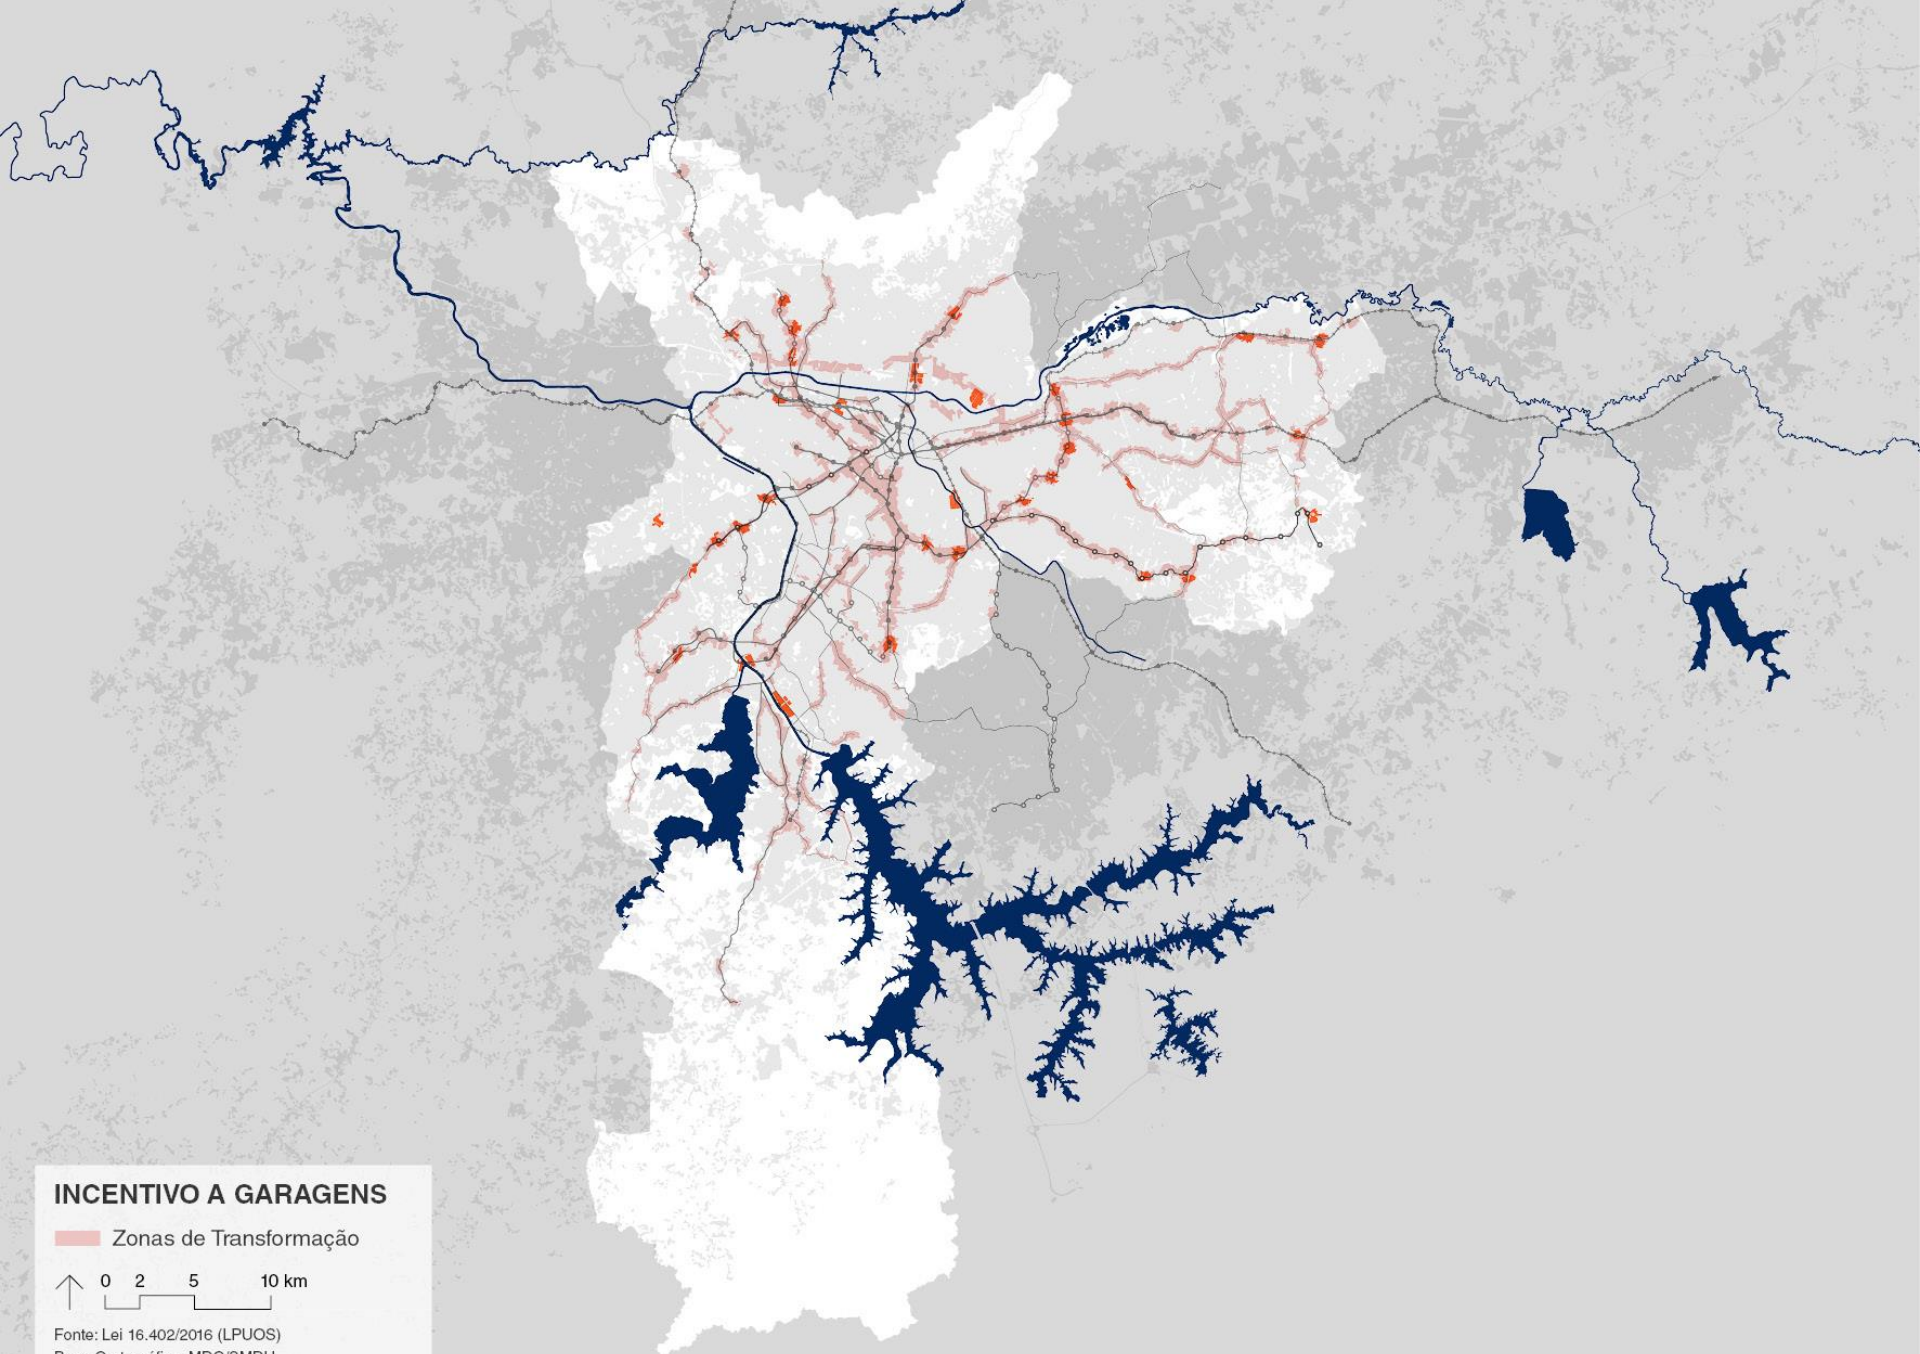 INCENTIVO A GARAGENS
Zonas de Transformação
0 2 5 10 km
Fonte: Lei 16.402/2016 (LPUOS)